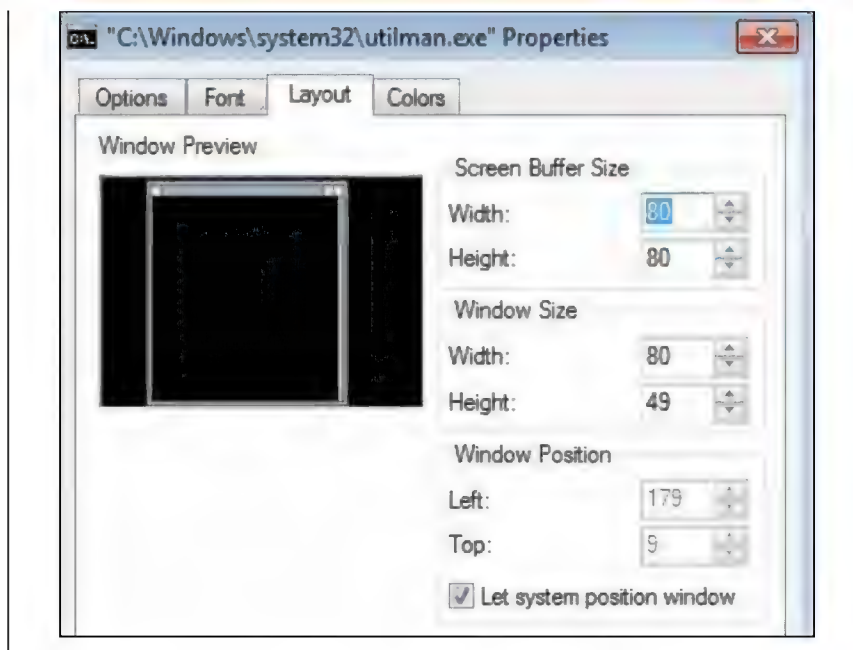 "C:\Windows\system32\utilman.exe" Properties
Options Font Layout Colors
Window Preview
Screen Buffer Size
Width: 80
Height: 80
Window Size
Width: 80
Height: 49
Window Position
Left: 179
Top: 9
Let system position window